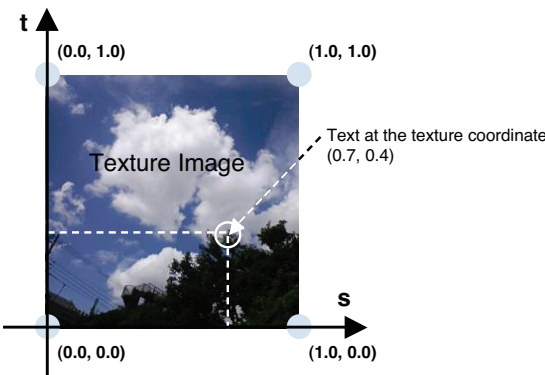 t
(0.0, 1.0)
(1.0, 1.0)
Text at the texture coordinate
(0.7, 0.4)
Texture Image
s
(0.0, 0.0)
(1.0, 0.0)